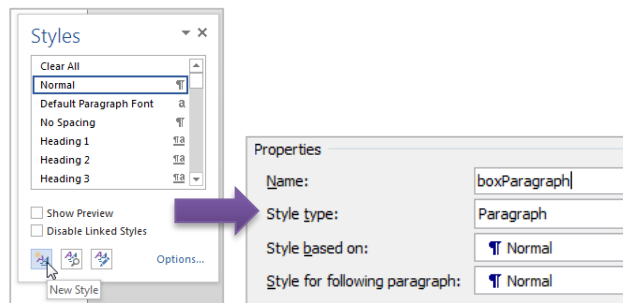 Styles
Clear All
Normal ¶
Default Paragraph Font a
No Spacing ¶
Heading 1 ¶a
Heading 2 ¶a
Heading 3 ¶a
Show Preview
Disable Linked Styles
Options...
New Style
Properties
Name: boxParagraph
Style type: Paragraph
Style based on: ¶ Normal
Style for following paragraph: ¶ Normal